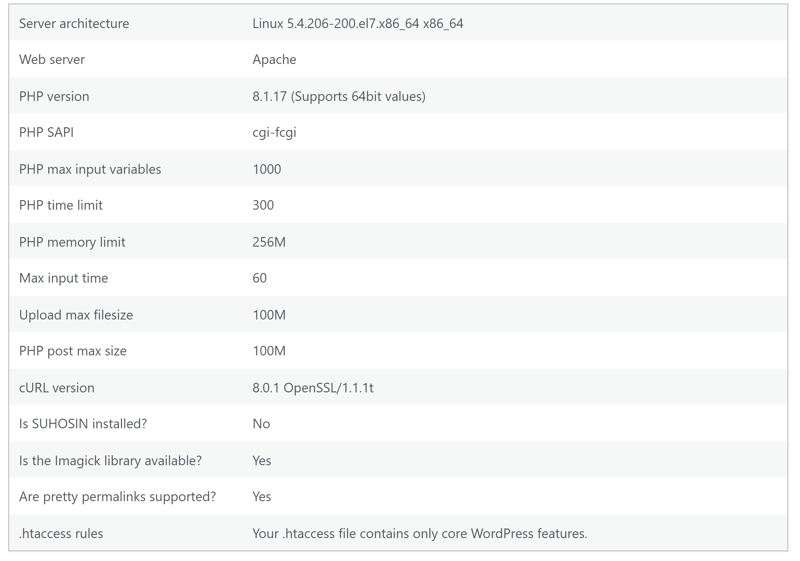 Server architecture Linux 5.4.206-200.el7.x86_64 x86_64
Web server Apache
PHP version 8.1.17 (Supports 64bit values)
PHP SAPI cgi-fcgi
PHP max input variables 1000
PHP time limit 300
PHP memory limit 256M
Max input time 60
Upload max filesize 100M
PHP post max size 100M
cURL version 8.0.1 OpenSSL/1.1.1t
Is SUHOSIN installed? No
Is the Imagick library available? Yes
Are pretty permalinks supported? Yes
.htaccess rules Your .htaccess file contains only core WordPress features.